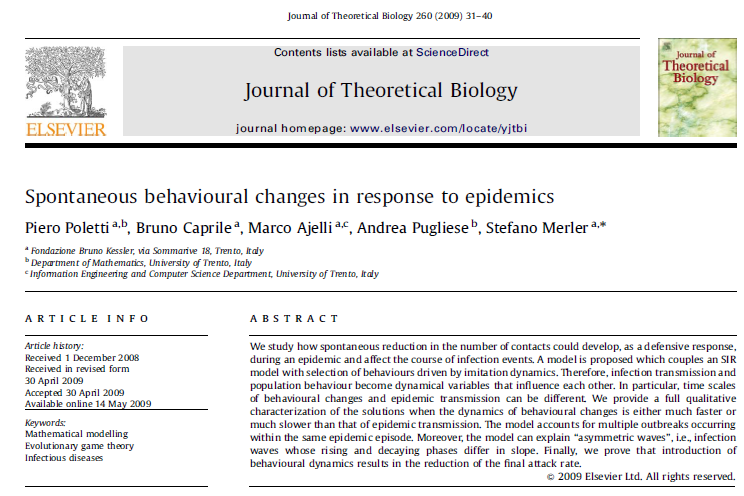 Journal of Theoretical Biology 260 (2009) 31–40
Contents lists available at ScienceDirect
Journal of Theoretical Biology
journal homepage: www.elsevier.com/locate/yjtbi
ELSEVIER
Journal of
Theoretical
Biology
Spontaneous behavioural changes in response to epidemics
Piero Poletti a,b, Bruno Caprile a, Marco Ajelli a,c, Andrea Pugliese b, Stefano Merler a,*
a Fondazione Bruno Kessler, via Sommarive 18, Trento, Italy
b Department of Mathematics, University of Trento, Italy
c Information Engineering and Computer Science Department, University of Trento, Italy
ARTICLE INFO
Article history:
Received 1 December 2008
Received in revised form
30 April 2009
Accepted 30 April 2009
Available online 14 May 2009
Keywords:
Mathematical modelling
Evolutionary game theory
Infectious diseases
ABSTRACT
We study how spontaneous reduction in the number of contacts could develop, as a defensive response,
during an epidemic and affect the course of infection events. A model is proposed which couples an SIR
model with selection of behaviours driven by imitation dynamics. Therefore, infection transmission and
population behaviour become dynamical variables that influence each other. In particular, time scales
of behavioural changes and epidemic transmission can be different. We provide a full qualitative
characterization of the solutions when the dynamics of behavioural changes is either much faster or
much slower than that of epidemic transmission. The model accounts for multiple outbreaks occurring
within the same epidemic episode. Moreover, the model can explain “asymmetric waves”, i.e., infection
waves whose rising and decaying phases differ in slope. Finally, we prove that introduction of
behavioural dynamics results in the reduction of the final attack rate.
© 2009 Elsevier Ltd. All rights reserved.